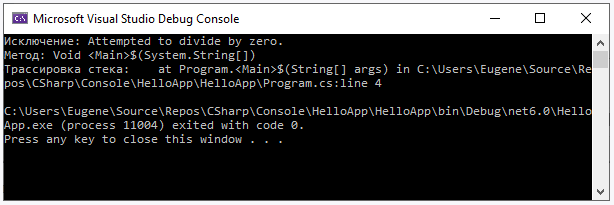 Microsoft Visual Studio Debug Console
Исключение: Attempted to divide by zero.
Метод: Void <Main>$(System.String[])
Трассировка стека:    at Program.<Main>$(String[] args) in C:\Users\Eugene\Source\Re
pos\CSharp\Console\HelloApp\HelloApp\Program.cs:line 4
C:\Users\Eugene\Source\Repos\CSharp\Console\HelloApp\HelloApp\bin\Debug\net6.0\Hello
App.exe (process 11004) exited with code 0.
Press any key to close this window . . .